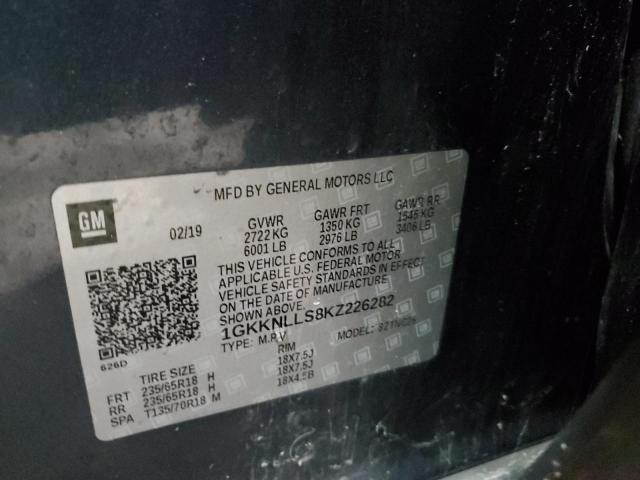 MFD BY GENERAL MOTORS LLC
GM
02/19 GVWR GAWR FRT GAWR RR
2722 KG 1350 KG 1545 KG
6001 LB 2976 LB 3406 LB
THIS VEHICLE CONFORMS TO ALL
APPLICABLE U.S. FEDERAL MOTOR
VEHICLE SAFETY STANDARDS IN EFFECT
ON THE DATE OF MANUFACTURE
SHOWN ABOVE.
1GKKNLLS8KZ226282
626D TYPE: M.P.V MODEL:
TIRE SIZE RIM
FRT 235/65R18 H 18X7.5J
RR 235/65R18 H 18X7.5J
SPA T135/70R18 M 18X4.5B